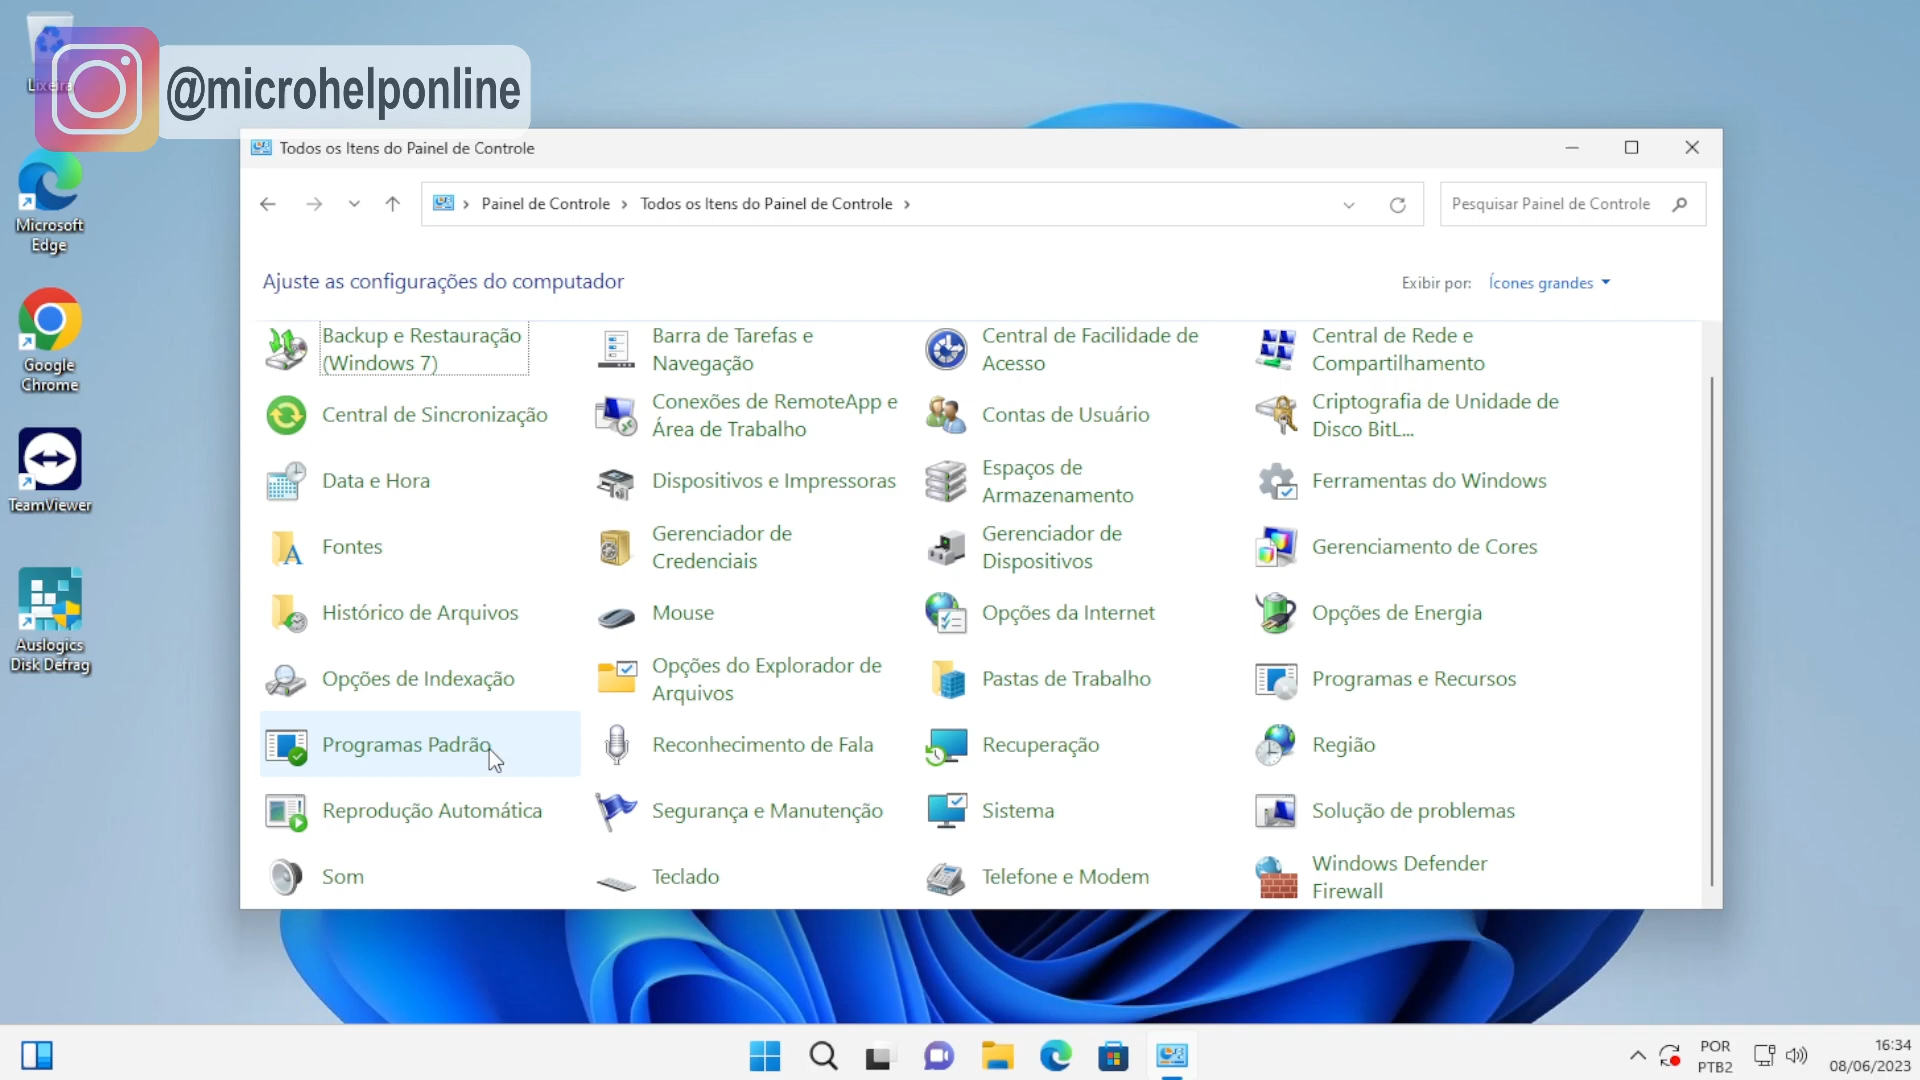 Lixeira
@microhelponline
Microsoft
Edge
Google
Chrome
TeamViewer
Auslogics
Disk Defrag
Todos os Itens do Painel de Controle
Painel de Controle
Todos os Itens do Painel de Controle
Pesquisar Painel de Controle
Ajuste as configurações do computador
Exibir por:
Ícones grandes
Backup e Restauração
(Windows 7)
Barra de Tarefas e
Navegação
Central de Facilidade de
Acesso
Central de Rede e
Compartilhamento
Central de Sincronização
Conexões de RemoteApp e
Área de Trabalho
Contas de Usuário
Criptografia de Unidade de
Disco BitL...
Data e Hora
Dispositivos e Impressoras
Espaços de
Armazenamento
Ferramentas do Windows
Fontes
Gerenciador de
Credenciais
Gerenciador de
Dispositivos
Gerenciamento de Cores
Histórico de Arquivos
Mouse
Opções da Internet
Opções de Energia
Opções de Indexação
Opções do Explorador de
Arquivos
Pastas de Trabalho
Programas e Recursos
Programas Padrão
Reconhecimento de Fala
Recuperação
Região
Reprodução Automática
Segurança e Manutenção
Sistema
Solução de problemas
Som
Teclado
Telefone e Modem
Windows Defender
Firewall
POR
PTB2
16:34
08/06/2023